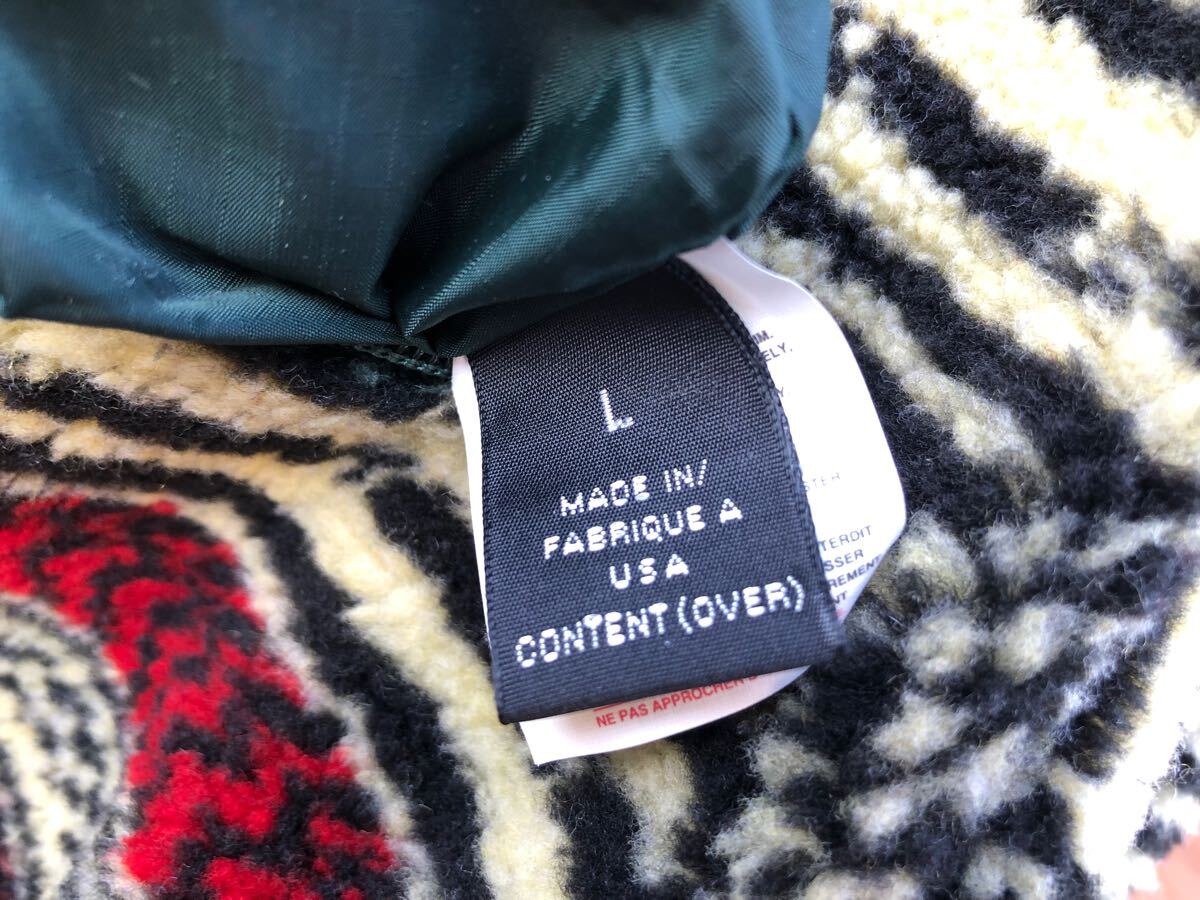 L
MADE IN/
FABRIQUE A
USA
CONTENT (OVER)
NE PAS APPROCHER